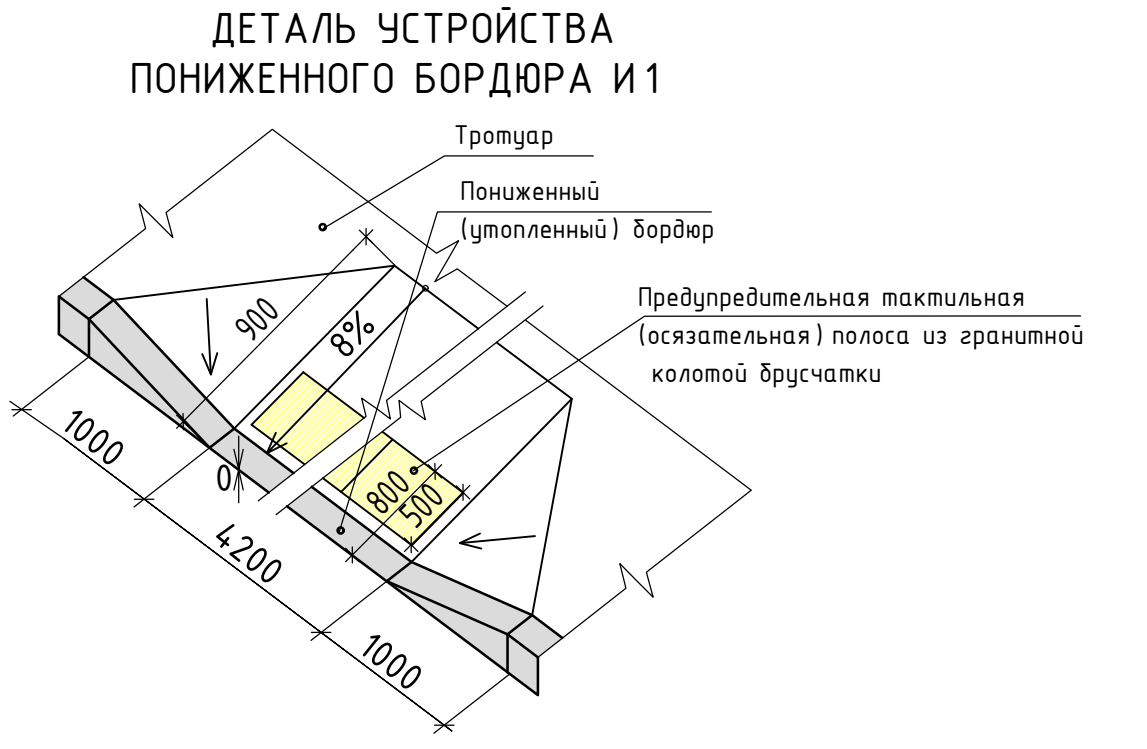 ДЕТАЛЬ УСТРОЙСТВА
ПОНИЖЕННОГО БОРДЮРА И1
Тротуар
Пониженный
(утопленный) бордюр
Предупредительная тактильная
(осязательная) полоса из гранитной
колотой брусчатки
900
8%
1000
0
800
500
4200
1000